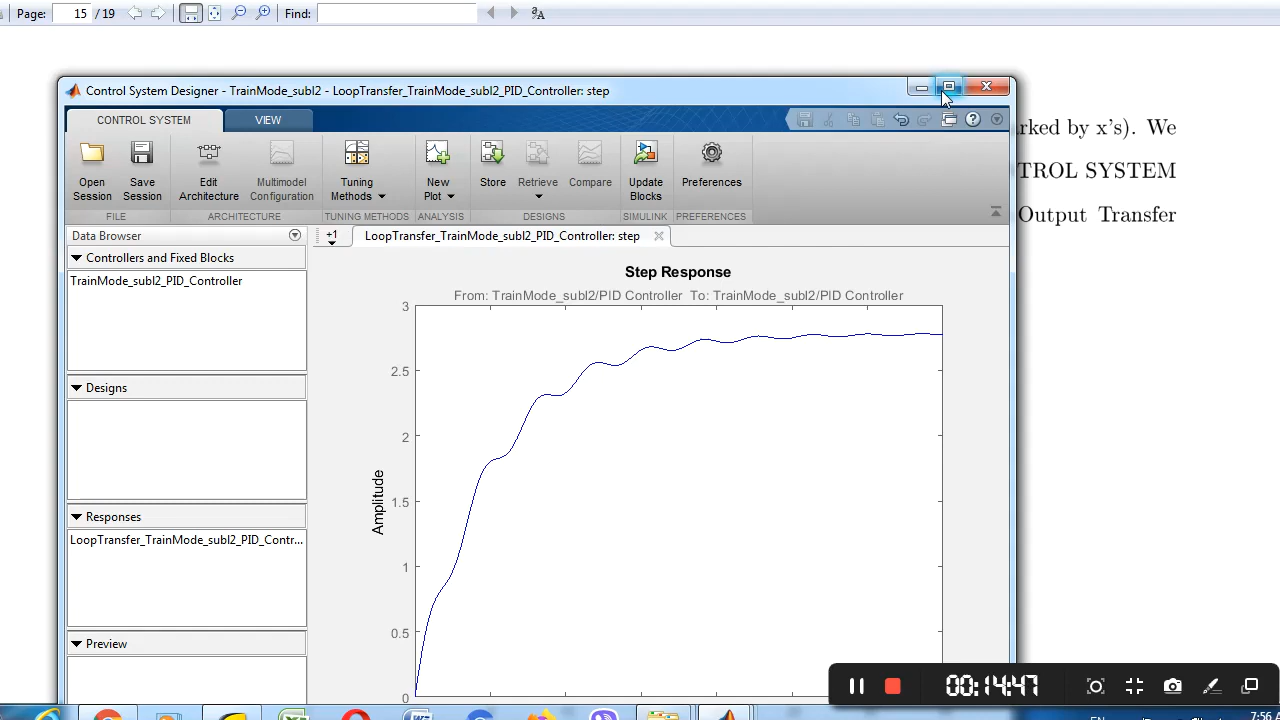 Page: 15 / 19 Find:
Control System Designer - TrainMode_subl2 - LoopTransfer_TrainMode_subl2_PID_Controller: step
CONTROL SYSTEM VIEW
arked by x's). We
TROL SYSTEM
Output Transfer
Open Session
Save Session
Edit Architecture
Multimodel Configuration
Tuning Methods
New Plot
Store
Retrieve
Compare
Update Blocks
Preferences
FILE ARCHITECTURE TUNING METHODS ANALYSIS DESIGNS SIMULINK PREFERENCES
Data Browser
+1
LoopTransfer_TrainMode_subl2_PID_Controller: step
Controllers and Fixed Blocks
TrainMode_subl2_PID_Controller
Designs
Responses
LoopTransfer_TrainMode_subl2_PID_Contr...
Preview
Step Response
From: TrainMode_subl2/PID Controller To: TrainMode_subl2/PID Controller
Amplitude
3
2.5
2
1.5
1
0.5
0
00:14:47
EN
7:56